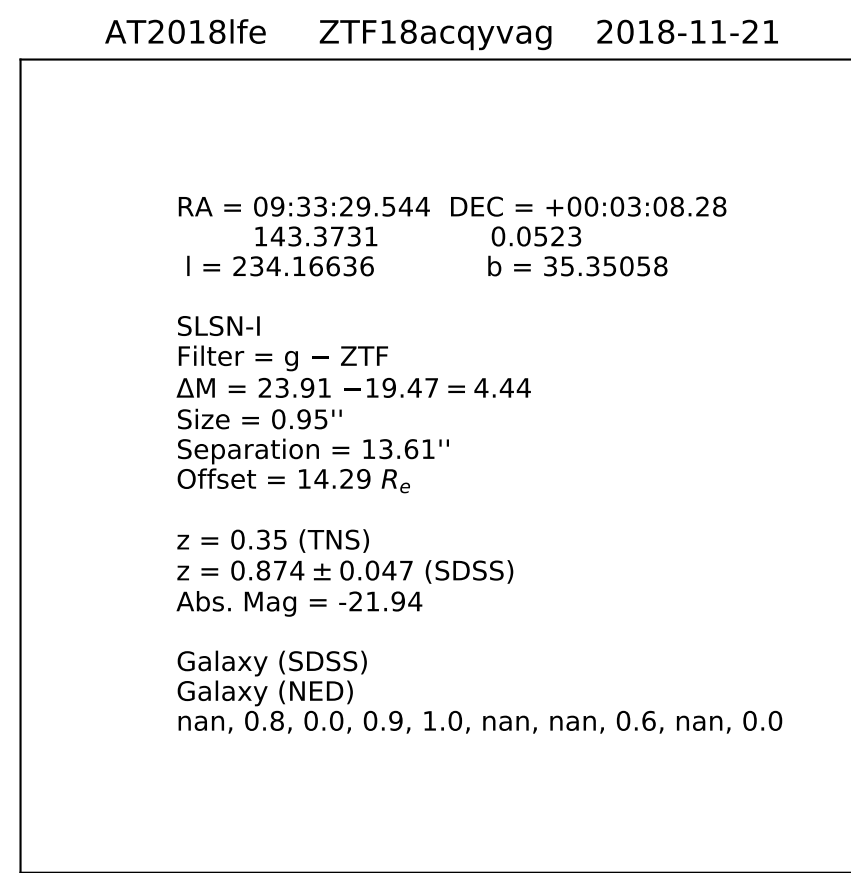 AT2018lfe ZTF18acqyvag 2018-11-21
RA = 09:33:29.544 DEC = +00:03:08.28
143.3731 0.0523
l = 234.16636 b = 35.35058
SLSN-I
Filter = g − ZTF
ΔM = 23.91 −19.47 = 4.44
Size = 0.95''
Separation = 13.61''
Offset = 14.29 Rₑ
z = 0.35 (TNS)
z = 0.874 ± 0.047 (SDSS)
Abs. Mag = -21.94
Galaxy (SDSS)
Galaxy (NED)
nan, 0.8, 0.0, 0.9, 1.0, nan, nan, 0.6, nan, 0.0